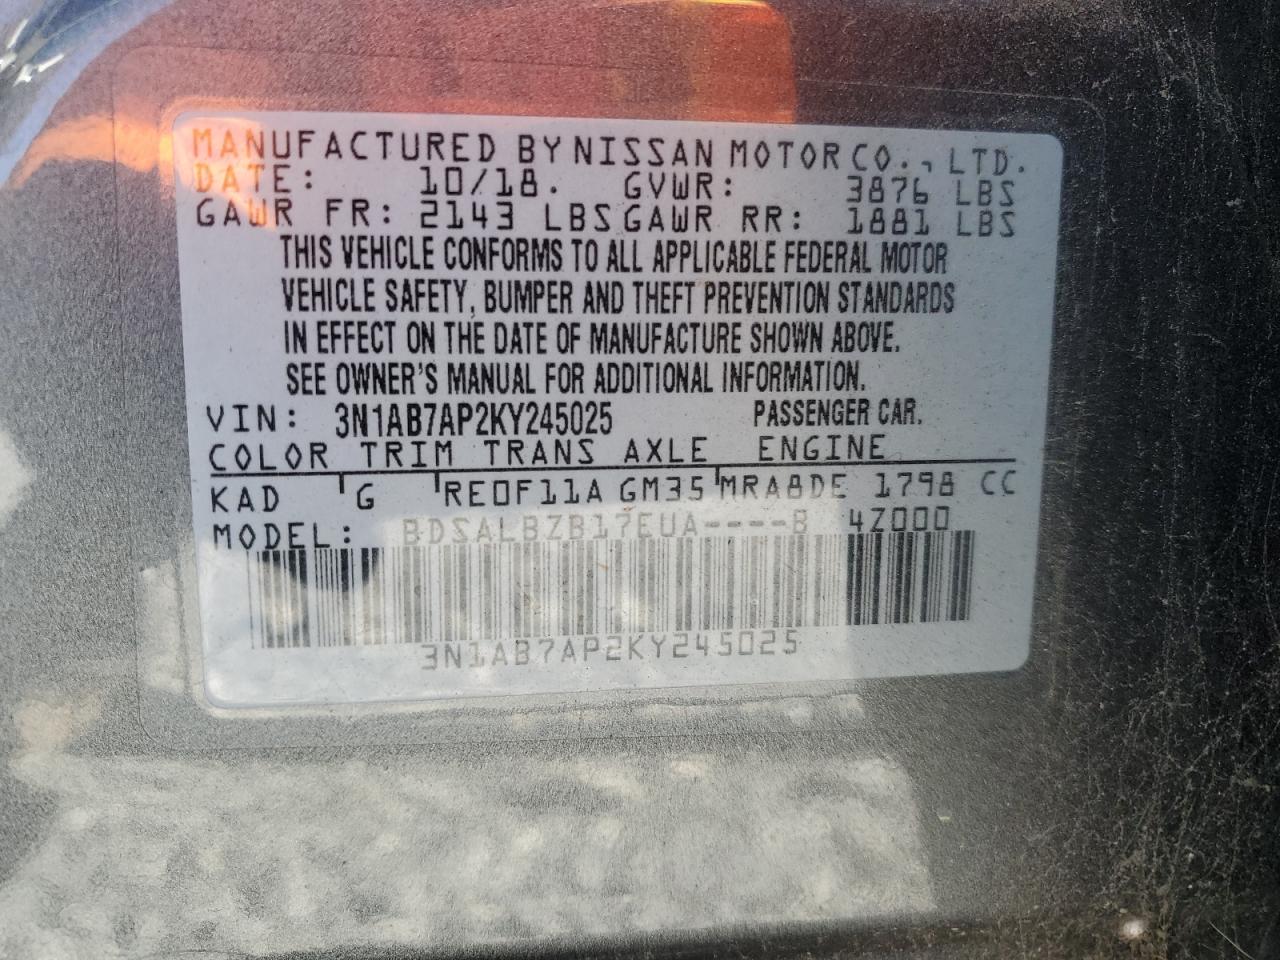 MANUFACTURED BY NISSAN MOTOR CO., LTD.
DATE: 10/18. GVWR: 3876 LBS
GAWR FR: 2143 LBS GAWR RR: 1881 LBS
THIS VEHICLE CONFORMS TO ALL APPLICABLE FEDERAL MOTOR
VEHICLE SAFETY, BUMPER AND THEFT PREVENTION STANDARDS
IN EFFECT ON THE DATE OF MANUFACTURE SHOWN ABOVE.
SEE OWNER'S MANUAL FOR ADDITIONAL INFORMATION.
VIN: 3N1AB7AP2KY245025 PASSENGER CAR.
COLOR TRIM TRANS AXLE ENGINE
KAD G RE0F11A GM35 MRA8DE 1798 CC
MODEL: BDSALBZB17EUA----B 4Z000
3N1AB7AP2KY245025